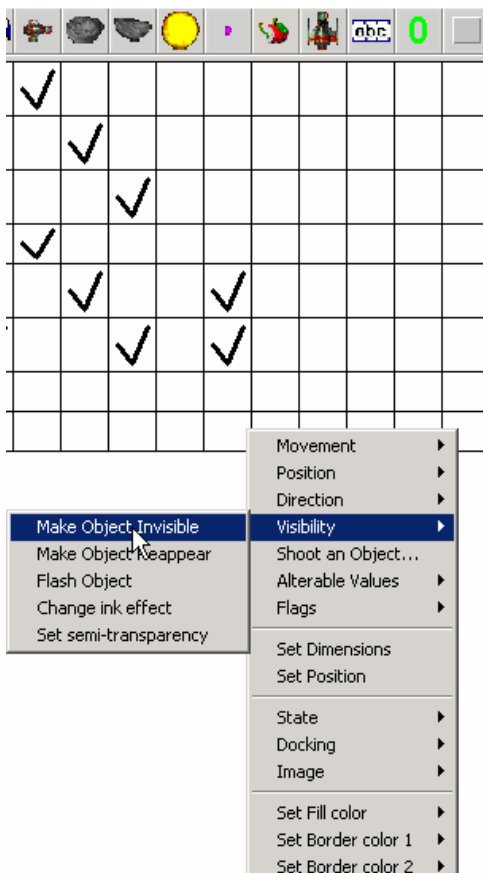 abc 0
Movement
Position
Direction
Make Object Invisible
Visibility
Make Object Reappear
Shoot an Object...
Flash Object
Alterable Values
Change ink effect
Flags
Set semi-transparency
Set Dimensions
Set Position
State
Docking
Image
Set Fill color
Set Border color 1
Set Border color 2